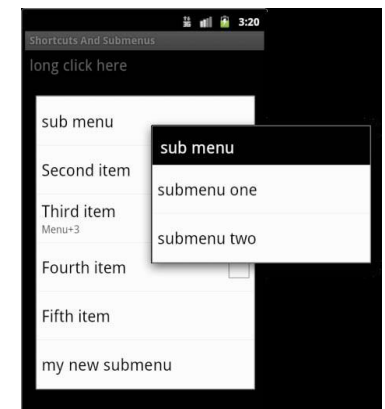 3G 3:20
Shortcuts And Submenus
long click here
sub menu
Second item
Third item
Menu+3
Fourth item
Fifth item
my new submenu
sub menu
submenu one
submenu two